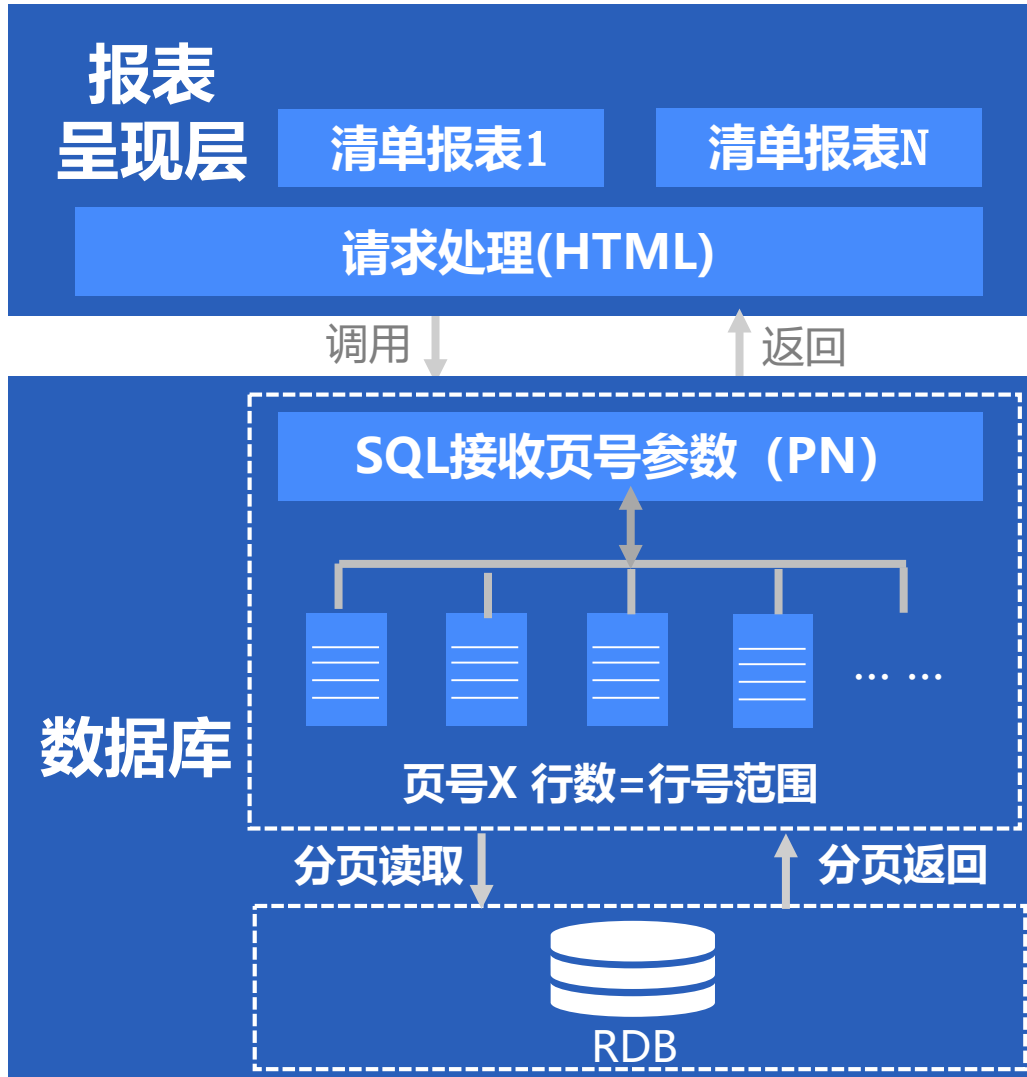 报表
呈现层
清单报表1
清单报表N
请求处理(HTML)
调用
返回
SQL接收页号参数（PN）
... ...
页号X 行数=行号范围
数据库
分页读取
分页返回
RDB